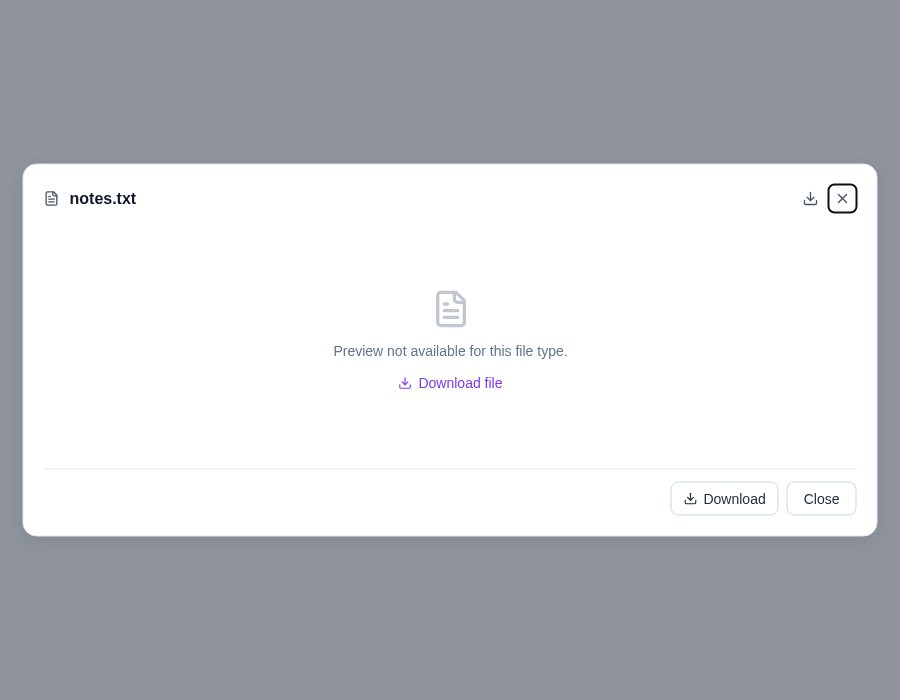 notes.txt
Preview not available for this file type.
Download file
Download
Close